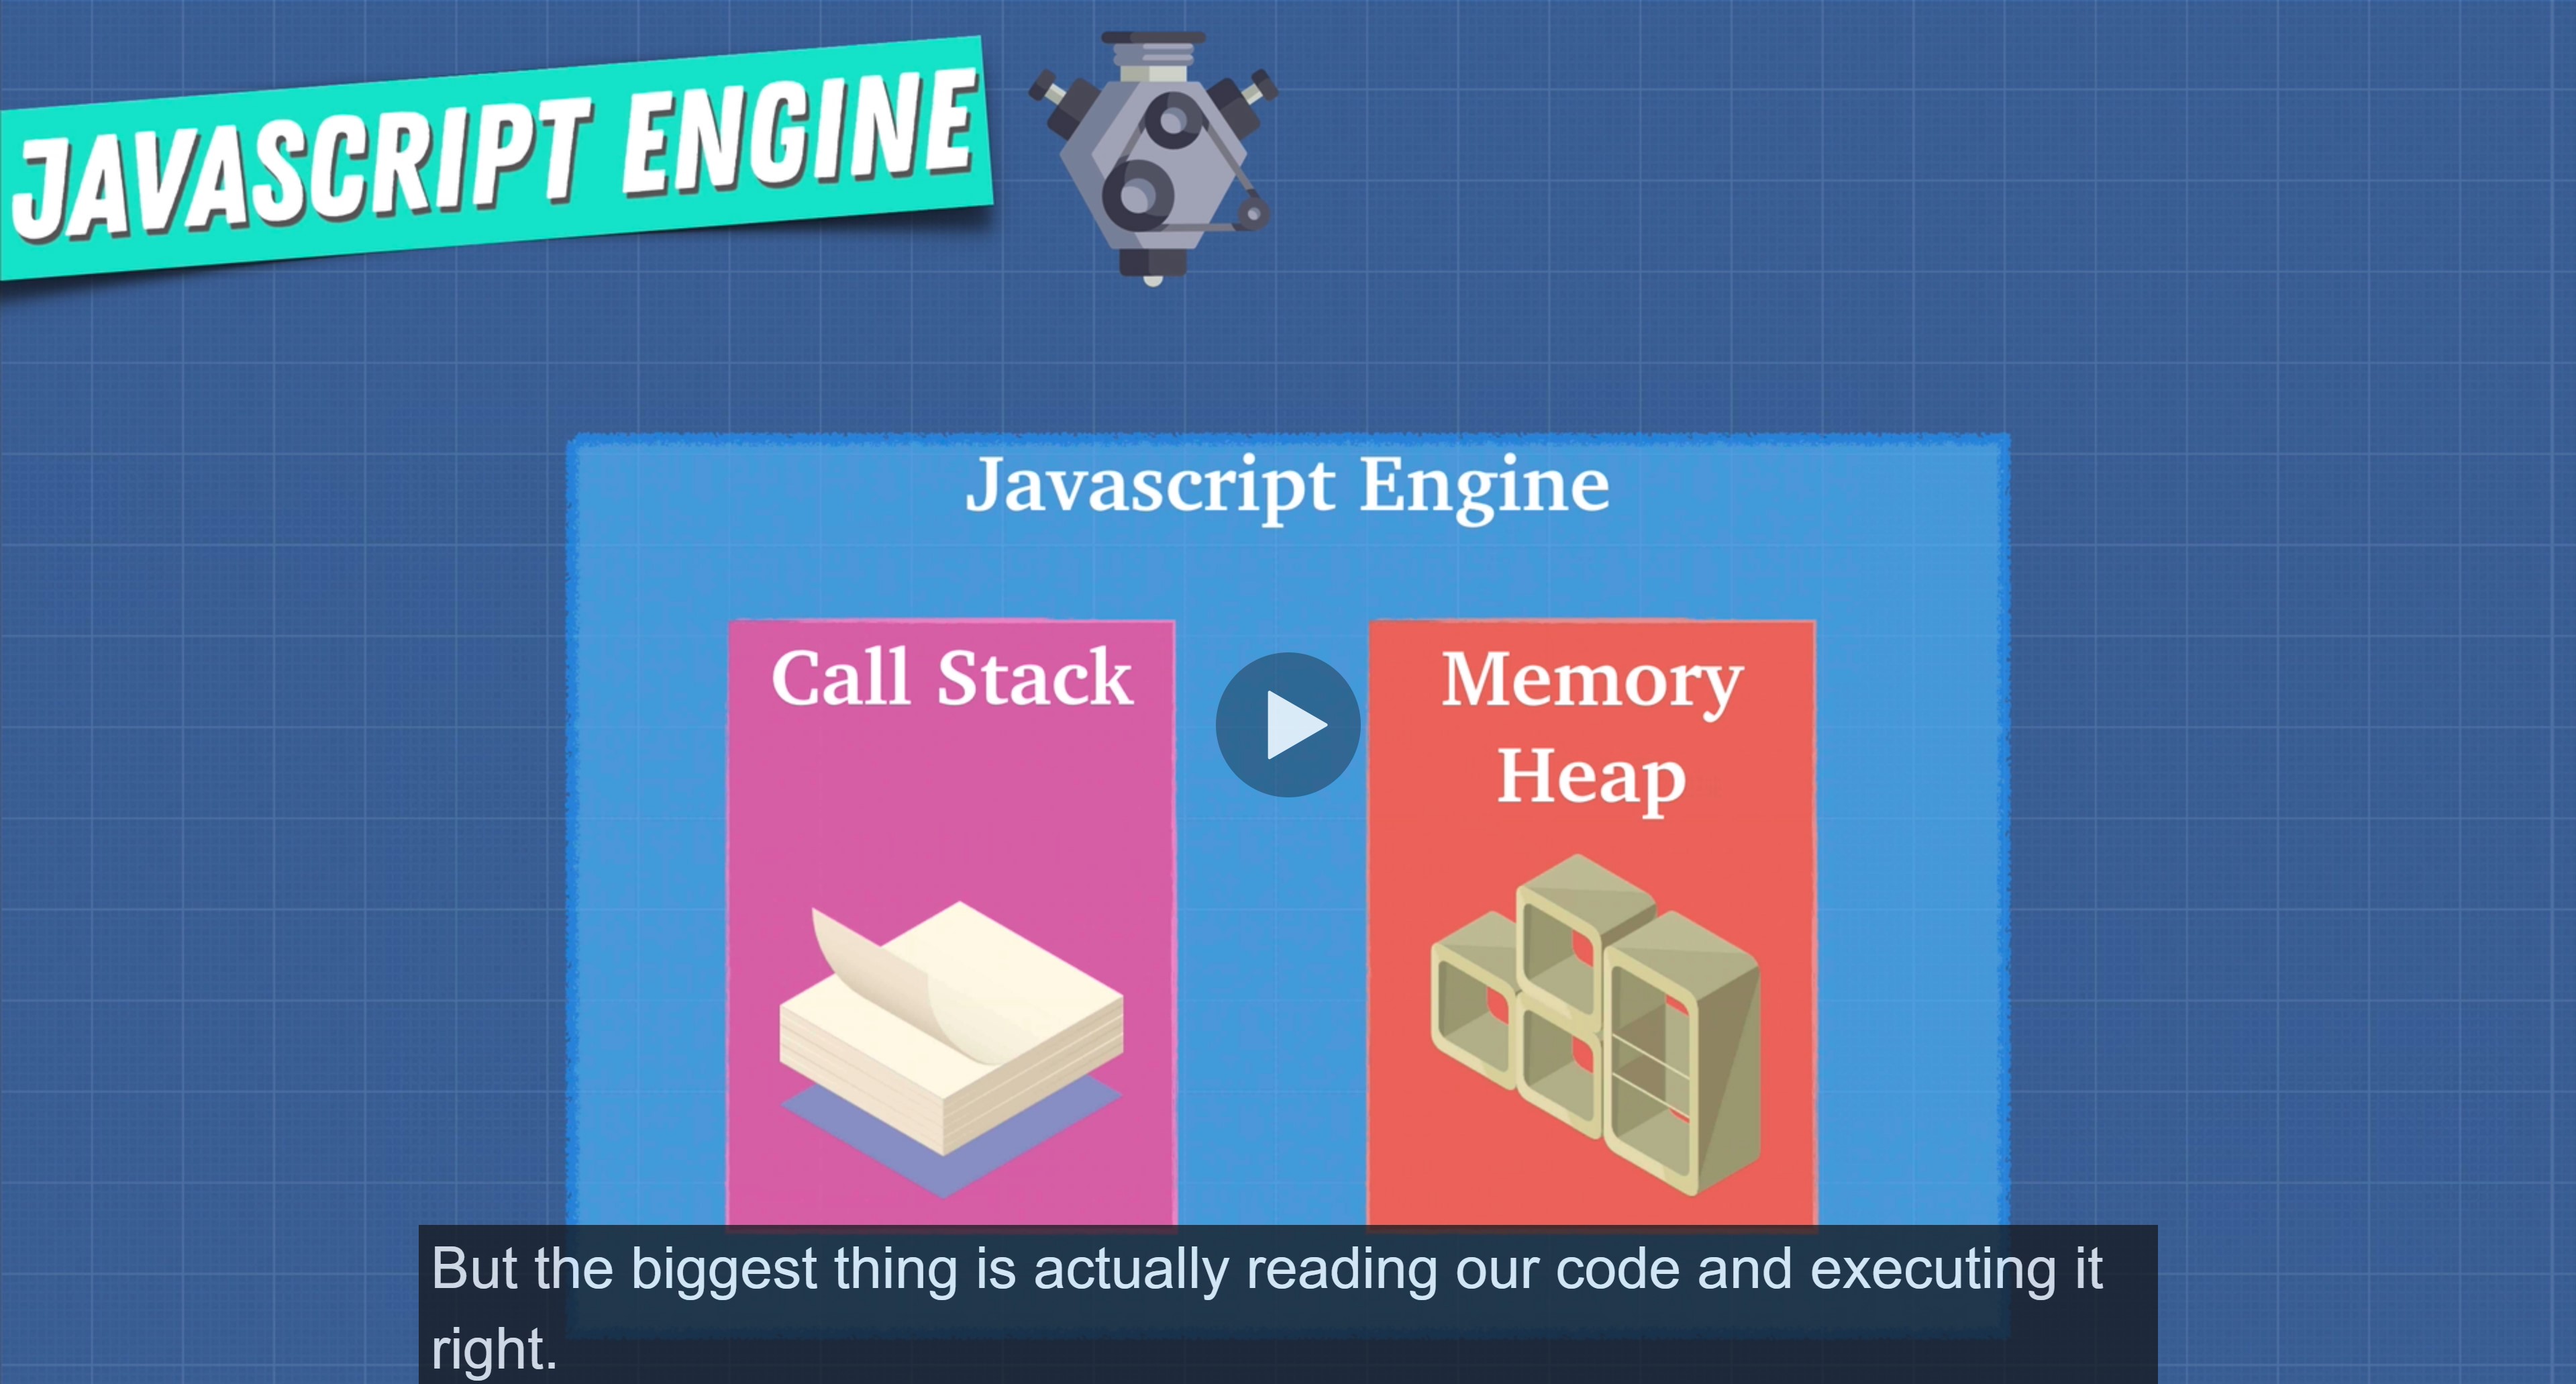 JAVASCRIPT ENGINE
Javascript Engine
Call Stack
Memory
Heap
But the biggest thing is actually reading our code and executing it
right.